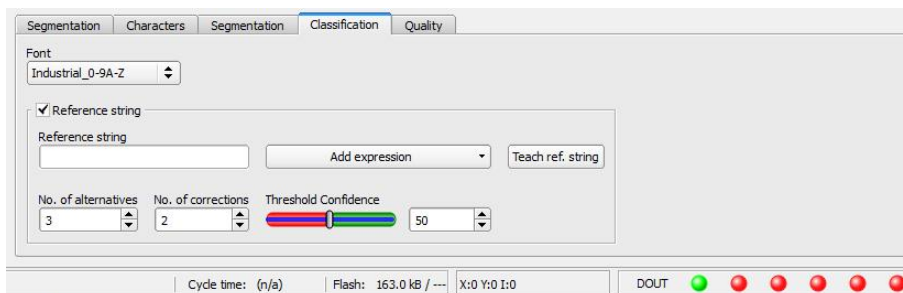 Segmentation Characters Segmentation Classification Quality
Font
Industrial_0-9A-Z
Reference string
Reference string
Add expression Teach ref. string
No. of alternatives No. of corrections Threshold Confidence
3 2 50
Cycle time: (n/a) Flash: 163.0 kB / --- X:0 Y:0 I:0 DOUT